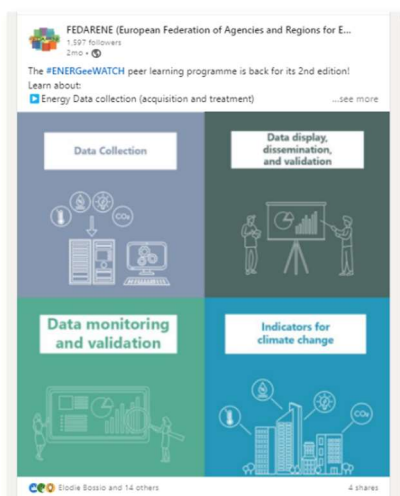 FEDARENE (European Federation of Agencies and Regions for E...
1,597 followers
2mo •
The #ENERGeeWATCH peer learning programme is back for its 2nd edition!
Learn about:
Energy Data collection (acquisition and treatment) ...see more
Data Collection
Data display,
dissemination,
and validation
CO₂
Data monitoring
and validation
Indicators for
climate change
CO₂
Elodie Bossio and 14 others 4 shares